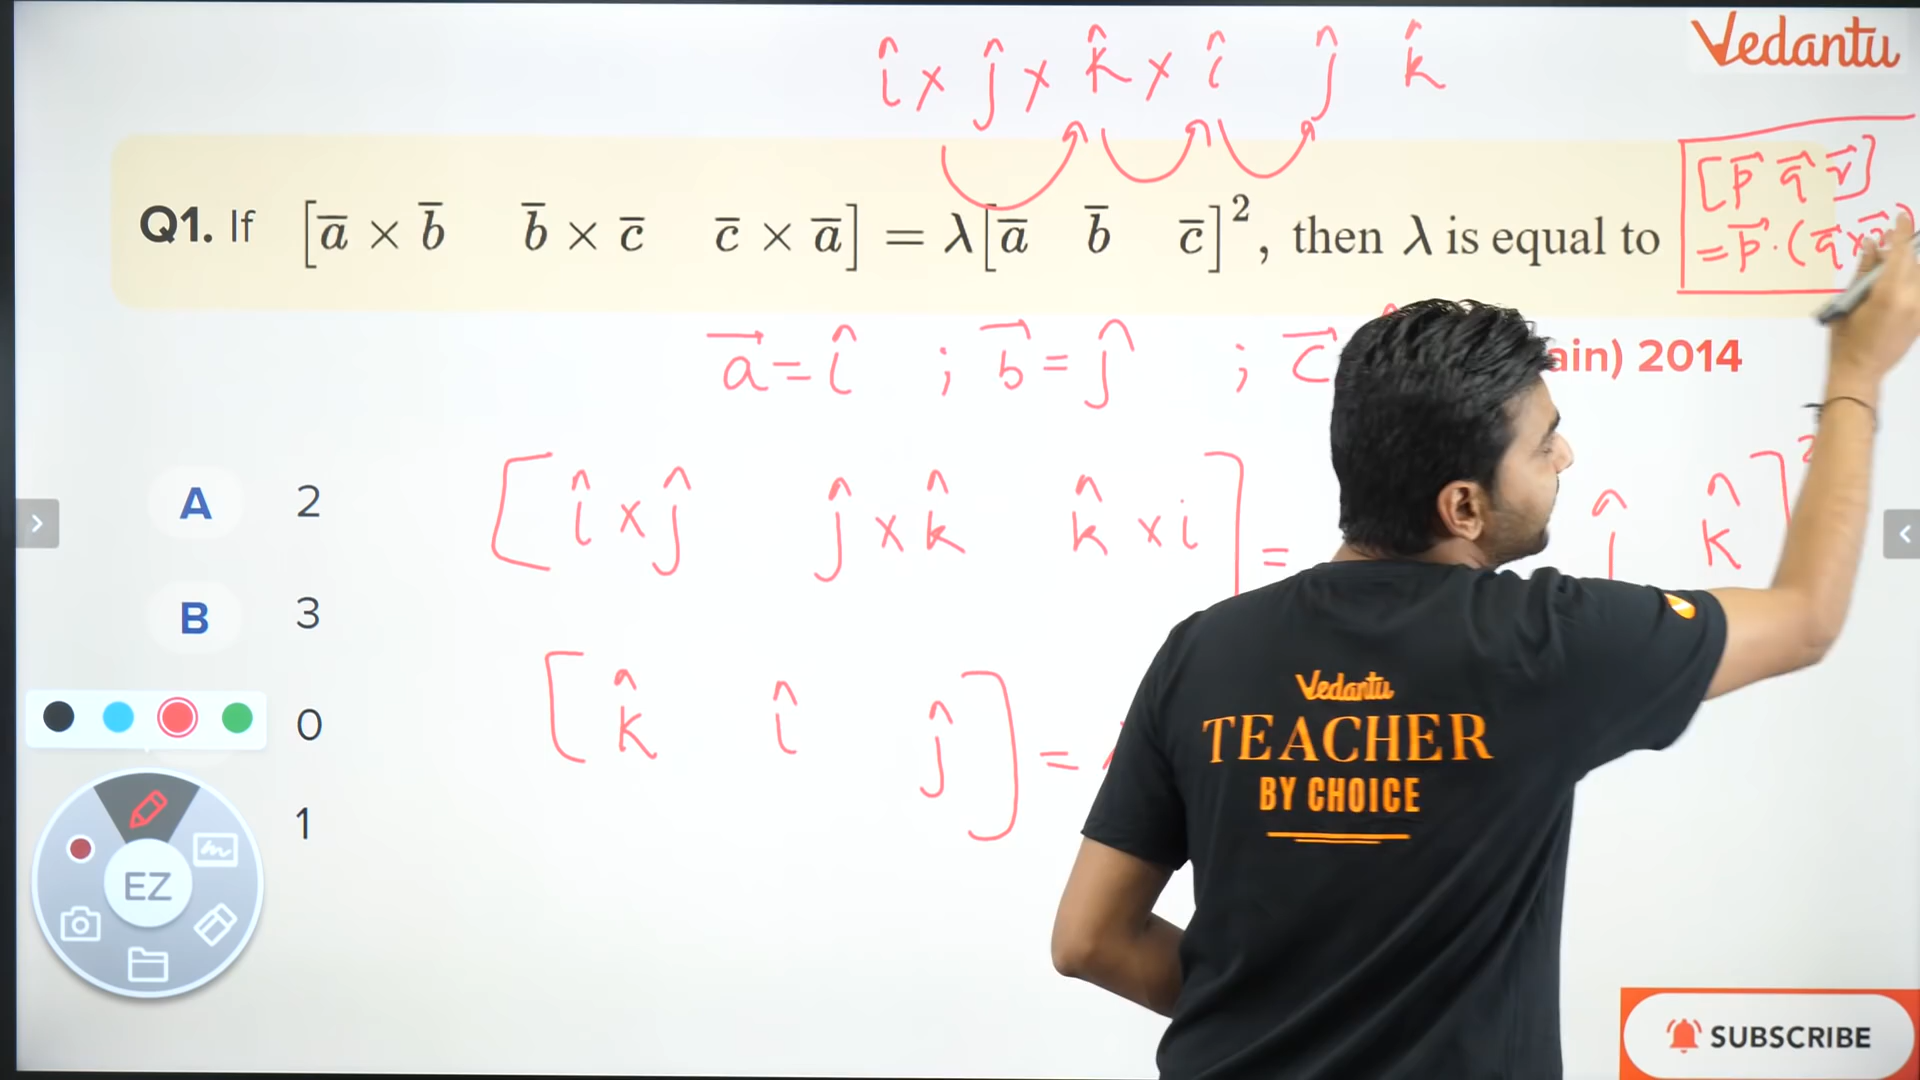 Vedantu
î × ĵ × k̂ × î ĵ k̂
Q1. If [a̅ × b̅ b̅ × c̅ c̅ × a̅] = λ[a̅ b̅ c̅]², then λ is equal to
[p⃗ q⃗ r⃗]
= p⃗ · (q⃗ × r⃗)
ain) 2014
a⃗ = î ; b⃗ = ĵ ; c⃗
[î × ĵ ĵ × k̂ k̂ × i] = ĵ k̂]²
A 2
B 3
[k̂ î ĵ] =
0
1
EZ
Vedantu
TEACHER
BY CHOICE
SUBSCRIBE